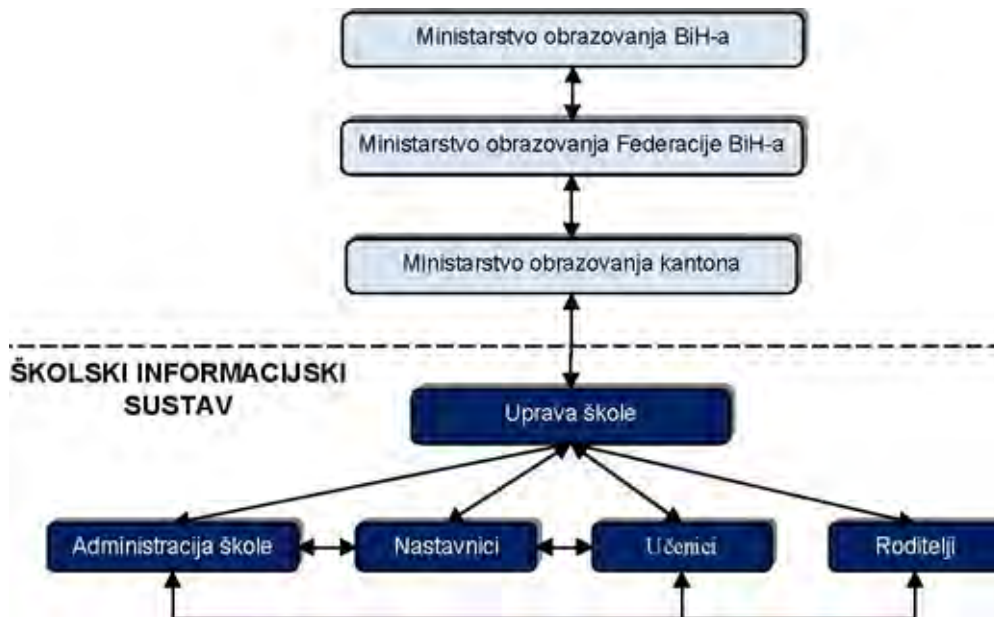 Ministarstvo obrazovanja BiH-a
Ministarstvo obrazovanja Federacije BiH-a
Ministarstvo obrazovanja kantona
ŠKOLSKI INFORMACIJSKI
SUSTAV
Uprava škole
Administracija škole
Nastavnici
Učenici
Roditelji